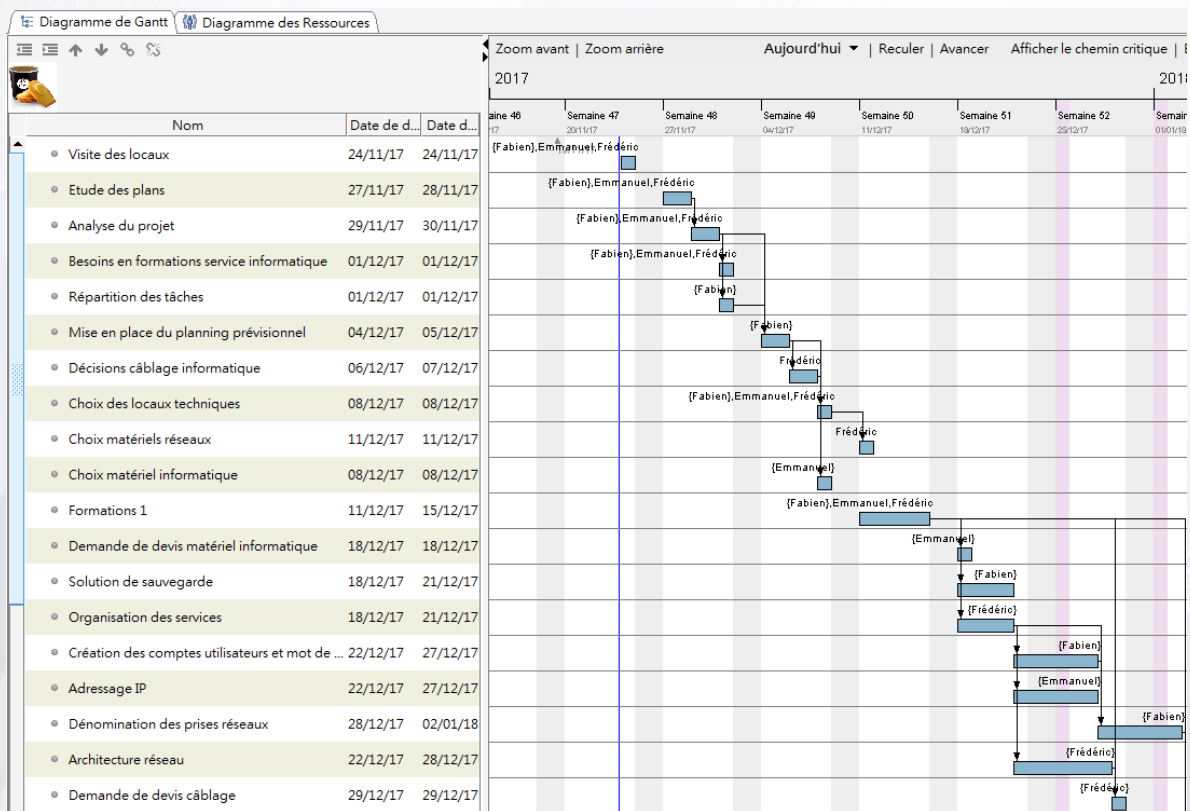 Diagramme de Gantt Diagramme des Ressources
Zoom avant | Zoom arrière Aujourd'hui | Reculer | Avancer Afficher le chemin critique |
2017 2018
Nom Date de d... Date d...
aine 46 Semaine 47 Semaine 48 Semaine 49 Semaine 50 Semaine 51 Semaine 52 Semain
20/11/17 27/11/17 04/12/17 11/12/17 18/12/17 25/12/17 01/01/18
Visite des locaux 24/11/17 24/11/17 {Fabien},Emmanuel,Frédéric
Etude des plans 27/11/17 28/11/17 {Fabien},Emmanuel,Frédéric
Analyse du projet 29/11/17 30/11/17 {Fabien},Emmanuel,Frédéric
Besoins en formations service informatique 01/12/17 01/12/17 {Fabien},Emmanuel,Frédéric
Répartition des tâches 01/12/17 01/12/17 {Fabien}
Mise en place du planning prévisionnel 04/12/17 05/12/17 {Fabien}
Décisions câblage informatique 06/12/17 07/12/17 Frédéric
Choix des locaux techniques 08/12/17 08/12/17 {Fabien},Emmanuel,Frédéric
Choix matériels réseaux 11/12/17 11/12/17 Frédéric
Choix matériel informatique 08/12/17 08/12/17 {Emmanuel}
Formations 1 11/12/17 15/12/17 {Fabien},Emmanuel,Frédéric
Demande de devis matériel informatique 18/12/17 18/12/17 {Emmanuel}
Solution de sauvegarde 18/12/17 21/12/17 {Fabien}
Organisation des services 18/12/17 21/12/17 {Frédéric}
Création des comptes utilisateurs et mot de ... 22/12/17 27/12/17 {Fabien}
Adressage IP 22/12/17 27/12/17 {Emmanuel}
Dénomination des prises réseaux 28/12/17 02/01/18 {Fabien}
Architecture réseau 22/12/17 28/12/17 {Frédéric}
Demande de devis câblage 29/12/17 29/12/17 {Frédéric}